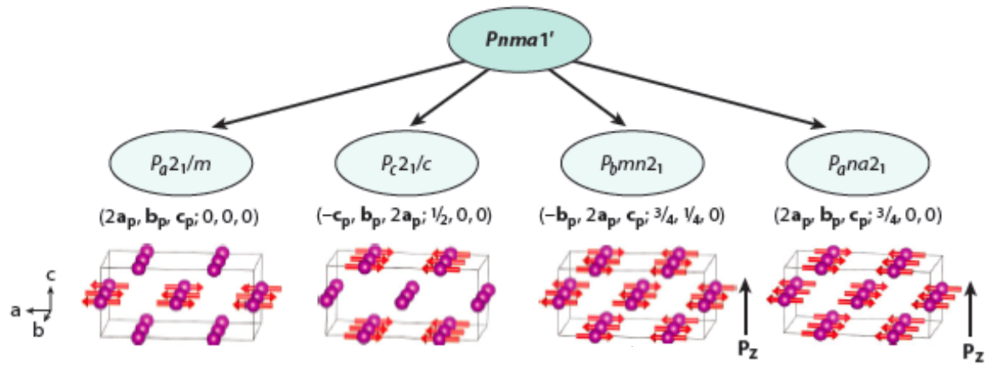 Pnma1′
Pa21/m
Pc21/c
Pbmn21
Pana21
(2ap, bp, cp; 0, 0, 0)
(−cp, bp, 2ap; 1/2, 0, 0)
(−bp, 2ap, cp; 3/4, 1/4, 0)
(2ap, bp, cp; 3/4, 0, 0)
c
a
b
Pz
Pz